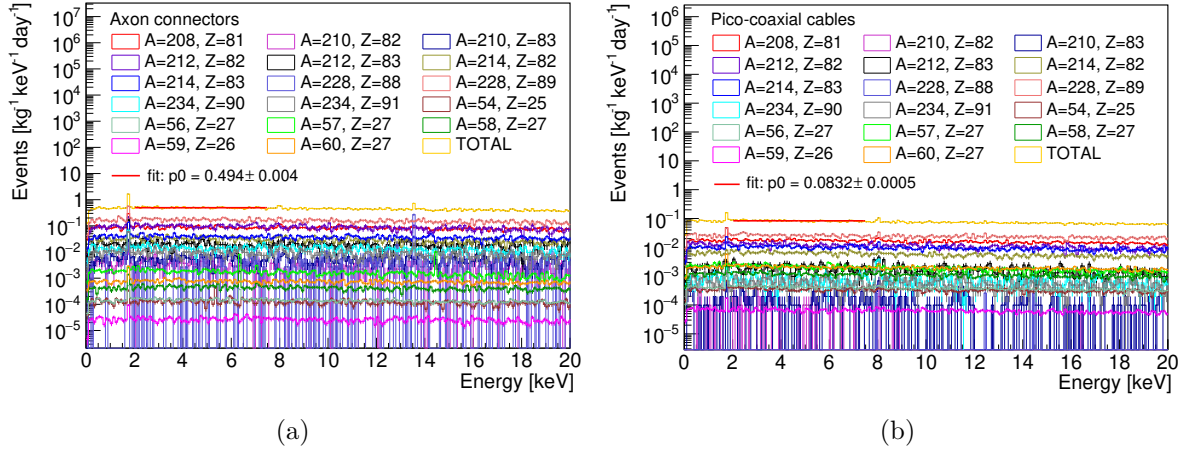 Axon connectors
A=208, Z=81 A=210, Z=82 A=210, Z=83
A=212, Z=82 A=212, Z=83 A=214, Z=82
A=214, Z=83 A=228, Z=88 A=228, Z=89
A=234, Z=90 A=234, Z=91 A=54, Z=25
A=56, Z=27 A=57, Z=27 A=58, Z=27
A=59, Z=26 A=60, Z=27 TOTAL
fit: p0 = 0.494± 0.004
Events [kg⁻¹ keV⁻¹ day⁻¹]
10⁷
10⁶
10⁵
10⁴
10³
10²
10
1
10⁻¹
10⁻²
10⁻³
10⁻⁴
10⁻⁵
0 2 4 6 8 10 12 14 16 18 20
Energy [keV]
(a)
Pico-coaxial cables
A=208, Z=81 A=210, Z=82 A=210, Z=83
A=212, Z=82 A=212, Z=83 A=214, Z=82
A=214, Z=83 A=228, Z=88 A=228, Z=89
A=234, Z=90 A=234, Z=91 A=54, Z=25
A=56, Z=27 A=57, Z=27 A=58, Z=27
A=59, Z=26 A=60, Z=27 TOTAL
fit: p0 = 0.0832± 0.0005
Events [kg⁻¹ keV⁻¹ day⁻¹]
10⁶
10⁵
10⁴
10³
10²
10
1
10⁻¹
10⁻²
10⁻³
10⁻⁴
10⁻⁵
0 2 4 6 8 10 12 14 16 18 20
Energy [keV]
(b)